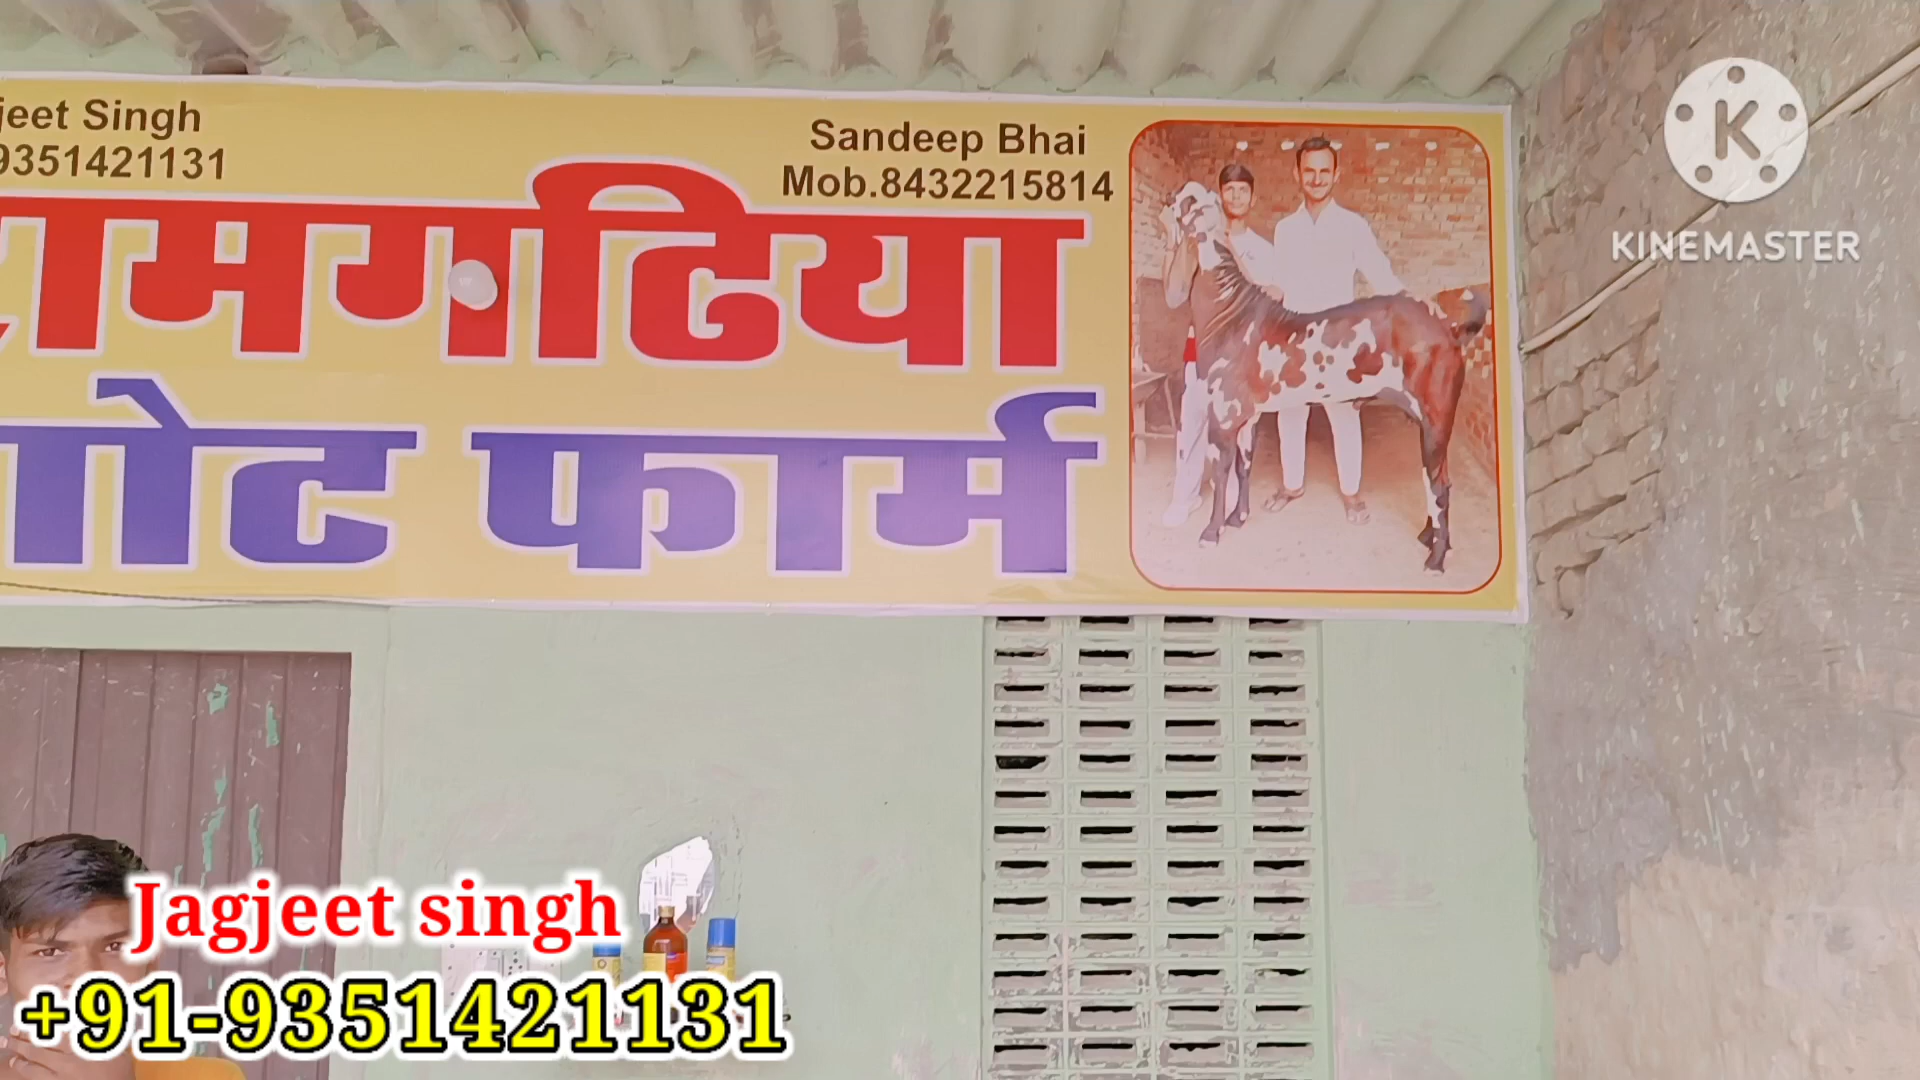 jeet Singh
9351421131
Sandeep Bhai
Mob.8432215814
रामगढिया
गोट फार्म
K
KINEMASTER
Jagjeet singh
+91-9351421131